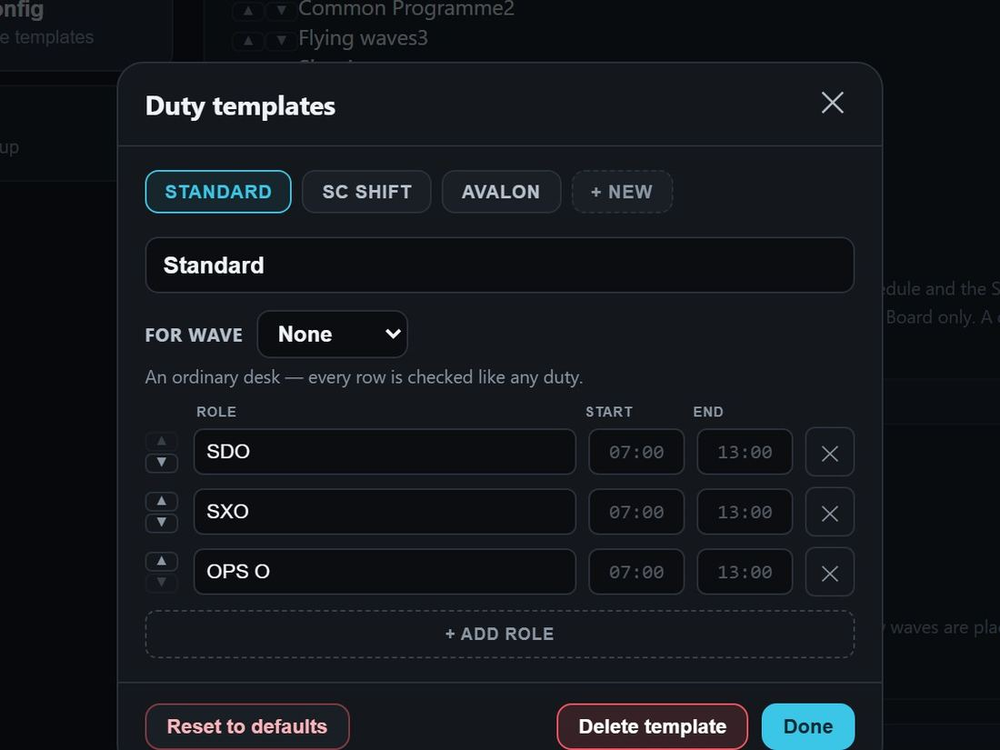 onfig
e templates
Common Programme2
Flying waves3
up
Duty templates
STANDARD
SC SHIFT
AVALON
+ NEW
Standard
FOR WAVE
None
An ordinary desk — every row is checked like any duty.
ROLE
START
END
SDO
07:00
13:00
SXO
07:00
13:00
OPS O
07:00
13:00
+ ADD ROLE
Reset to defaults
Delete template
Done
edule and the S
Board only. A
waves are pla